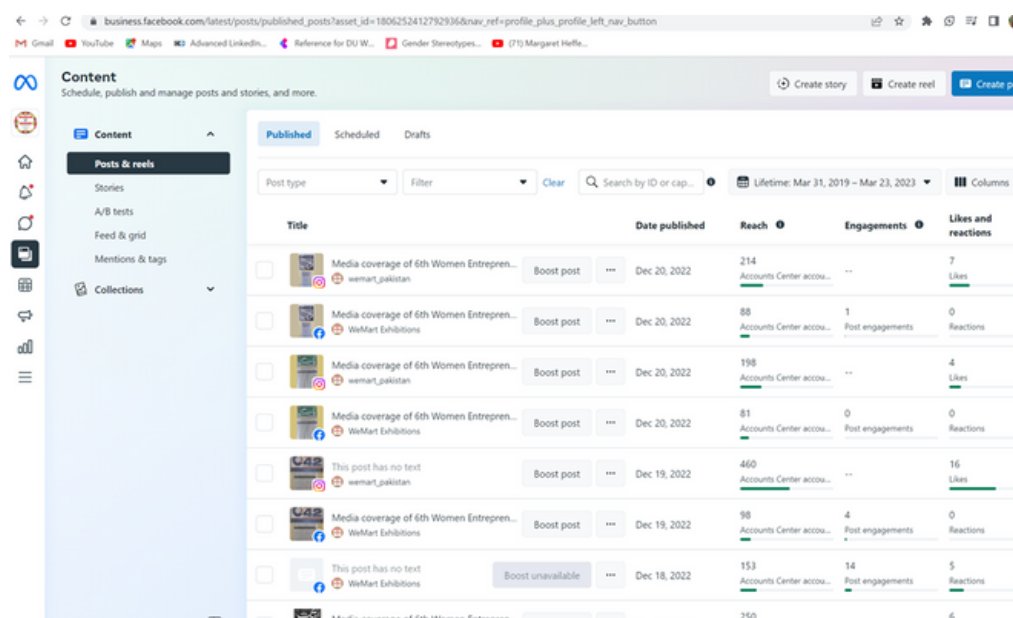 business.facebook.com/latest/posts/published_posts?asset_id=1806252412792936&nav_ref=profile_plus_profile_left_nav_button
Gmail YouTube Maps Advanced LinkedIn... Reference for DU W... Gender Stereotypes... (71) Margaret Heffe...
Content
Schedule, publish and manage posts and stories, and more.
Create story Create reel Create p
Content
Posts & reels
Stories
A/B tests
Feed & grid
Mentions & tags
Collections
Published Scheduled Drafts
Post type Filter Clear Search by ID or cap... Lifetime: Mar 31, 2019 – Mar 23, 2023 Columns
Title Date published Reach Engagements Likes and
reactions
Media coverage of 6th Women Entrepren... Boost post ... Dec 20, 2022 214 -- 7
wemart_pakistan Accounts Center accou... Likes
Media coverage of 6th Women Entrepren... Boost post ... Dec 20, 2022 88 1 0
WeMart Exhibitions Accounts Center accou... Post engagements Reactions
Media coverage of 6th Women Entrepren... Boost post ... Dec 20, 2022 198 -- 4
wemart_pakistan Accounts Center accou... Likes
Media coverage of 6th Women Entrepren... Boost post ... Dec 20, 2022 81 0 0
WeMart Exhibitions Accounts Center accou... Post engagements Reactions
This post has no text Boost post ... Dec 19, 2022 460 -- 16
wemart_pakistan Accounts Center accou... Likes
Media coverage of 6th Women Entrepren... Boost post ... Dec 19, 2022 98 4 0
WeMart Exhibitions Accounts Center accou... Post engagements Reactions
This post has no text Boost unavailable ... Dec 18, 2022 153 14 5
WeMart Exhibitions Accounts Center accou... Post engagements Reactions
Media coverage of 6th Women Entrepren... 250 6